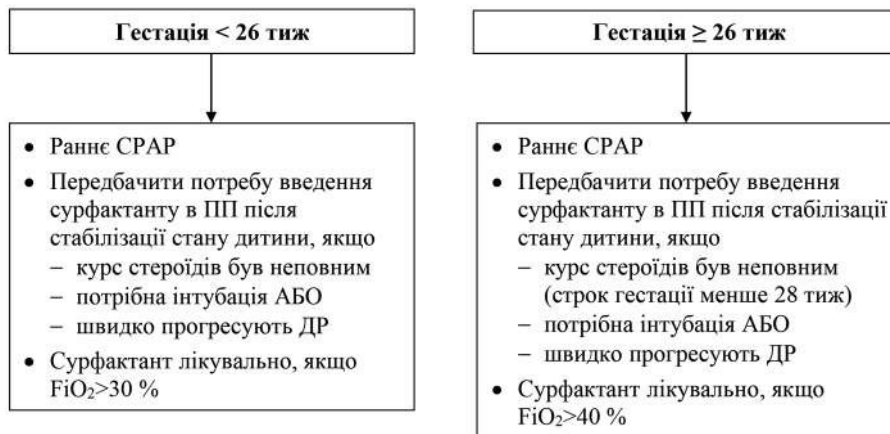 Гестація < 26 тиж
• Раннє СРАР
• Передбачити потребу введення
сурфактанту в ПП після
стабілізації стану дитини, якщо
− курс стероїдів був неповним
− потрібна інтубація АБО
− швидко прогресують ДР
• Сурфактант лікувально, якщо
FiO₂>30 %
Гестація ≥ 26 тиж
• Раннє СРАР
• Передбачити потребу введення
сурфактанту в ПП після стабілізації
стану дитини, якщо
− курс стероїдів був неповним
(строк гестації менше 28 тиж)
− потрібна інтубація АБО
− швидко прогресують ДР
• Сурфактант лікувально, якщо
FiO₂>40 %